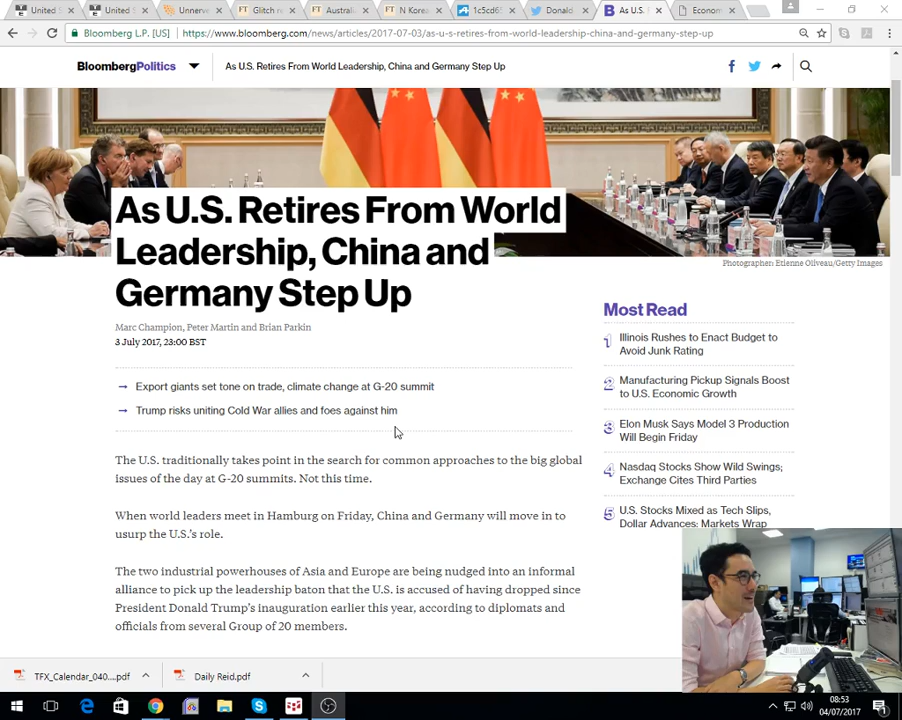 United S
United S
Unnerve
Glitch re
Australi
N Korea
1c5cd65
Donald
As U.S. F
Econom
Bloomberg L.P. [US]
https://www.bloomberg.com/news/articles/2017-07-03/as-u-s-retires-from-world-leadership-china-and-germany-step-up
BloombergPolitics
As U.S. Retires From World Leadership, China and Germany Step Up
As U.S. Retires From World
Leadership, China and
Germany Step Up
Photographer: Etienne Oliveau/Getty Images
Marc Champion, Peter Martin and Brian Parkin
3 July 2017, 23:00 BST
→ Export giants set tone on trade, climate change at G-20 summit
→ Trump risks uniting Cold War allies and foes against him
The U.S. traditionally takes point in the search for common approaches to the big global
issues of the day at G-20 summits. Not this time.
When world leaders meet in Hamburg on Friday, China and Germany will move in to
usurp the U.S.'s role.
The two industrial powerhouses of Asia and Europe are being nudged into an informal
alliance to pick up the leadership baton that the U.S. is accused of having dropped since
President Donald Trump's inauguration earlier this year, according to diplomats and
officials from several Group of 20 members.
Most Read
1 Illinois Rushes to Enact Budget to
Avoid Junk Rating
2 Manufacturing Pickup Signals Boost
to U.S. Economic Growth
3 Elon Musk Says Model 3 Production
Will Begin Friday
4 Nasdaq Stocks Show Wild Swings;
Exchange Cites Third Parties
5 U.S. Stocks Mixed as Tech Slips,
Dollar Advances: Markets Wrap
TFX_Calendar_040....pdf
Daily Reid.pdf
08:53
04/07/2017